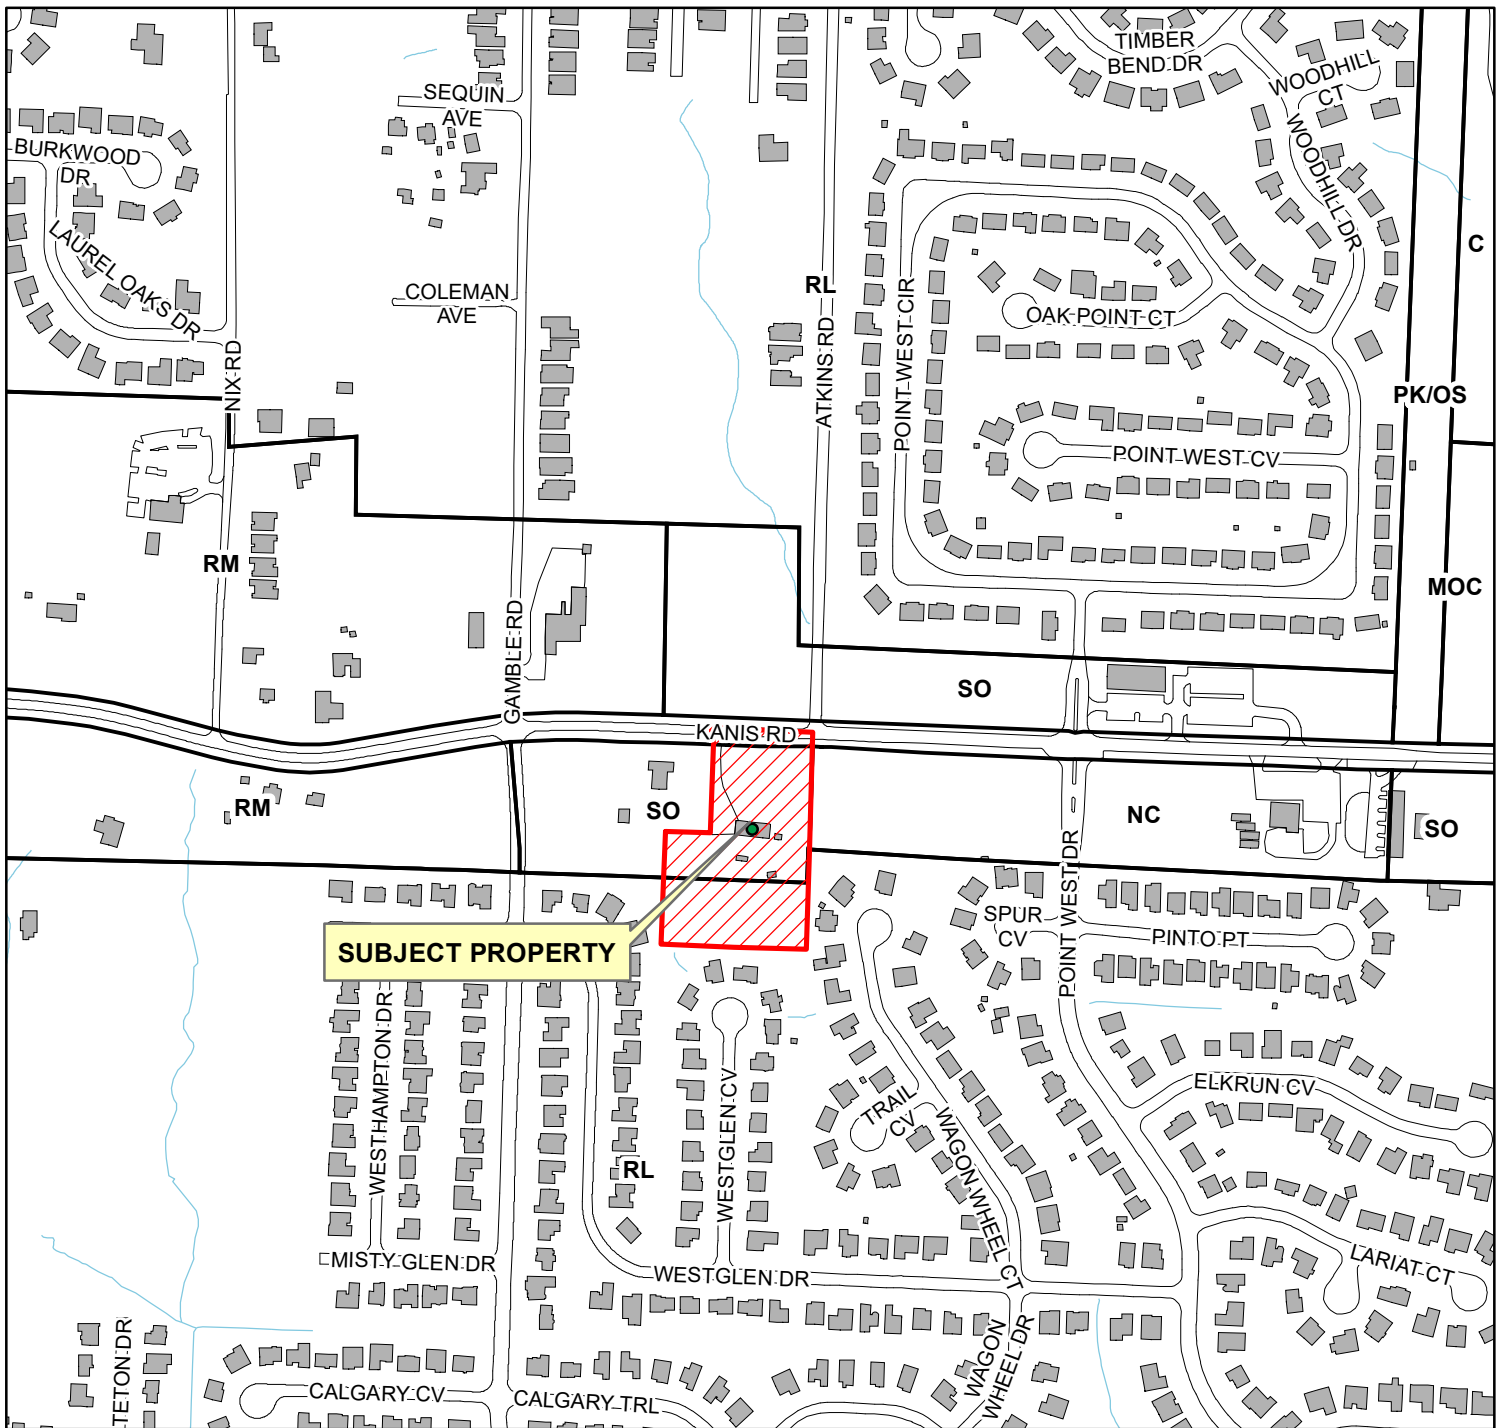 TIMBER
BEND DR
WOODHILL
CT
SEQUIN
AVE
WOODHILL DR
BURKWOOD
DR
LAUREL OAKS DR
C
COLEMAN
AVE
RL
OAK POINT CT
NIX RD
ATKINS RD
POINT WEST CIR
PK/OS
POINT WEST CV
RM
MOC
GAMBLE RD
SO
KANIS RD
RM
SO
NC
SO
POINT WEST DR
SPUR
CV
PINTO PT
SUBJECT PROPERTY
WESTHAMPTON DR
ELKRUN CV
TRAIL
CV
WESTGLEN CV
WAGON WHEEL CT
RL
MISTY GLEN DR
WESTGLEN DR
LARIAT CT
TETON DR
WAGON
WHEEL DR
CALGARY CV
CALGARY TRL